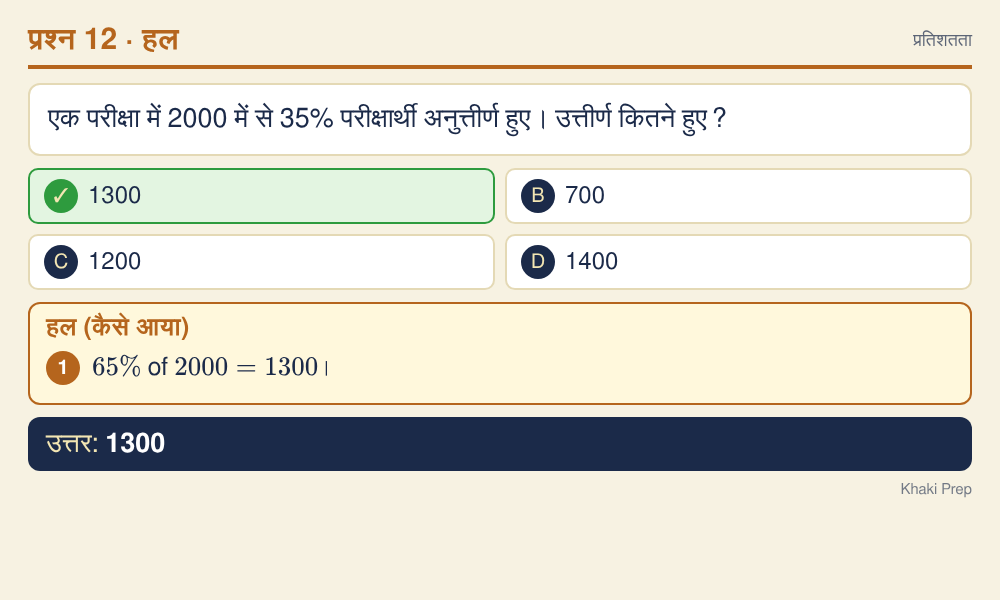 प्रश्न 12 · हल
प्रतिशतता
एक परीक्षा में 2000 में से 35% परीक्षार्थी अनुत्तीर्ण हुए। उत्तीर्ण कितने हुए?
✓ 1300
B 700
C 1200
D 1400
हल (कैसे आया)
1 65% of 2000 = 1300।
उत्तर: 1300
Khaki Prep